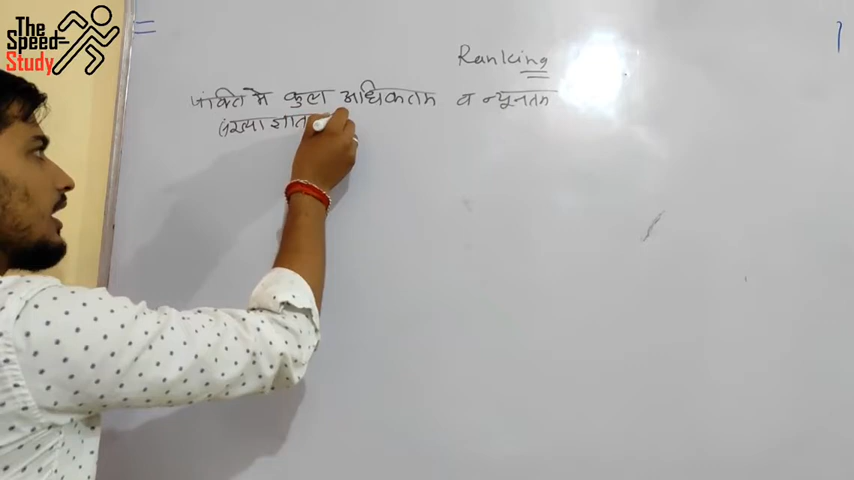 The
Speed
Study
Ranking
पंक्ति मे कुल अधिकतम व न्यूनतम
संख्या ज्ञात